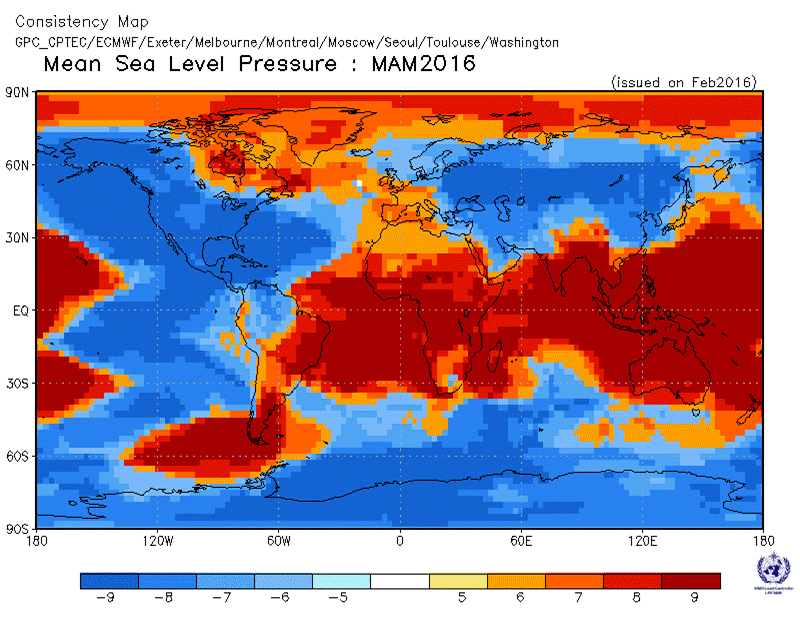 Consistency Map
GPC_CPTEC/ECMWF/Exeter/Melbourne/Montreal/Moscow/Seoul/Toulouse/Washington
Mean Sea Level Pressure : MAM2016
(issued on Feb2016)
90N
60N
30N
EQ
30S
60S
90S
180 120W 60W 0 60E 120E 180
-9 -8 -7 -6 -5 5 6 7 8 9